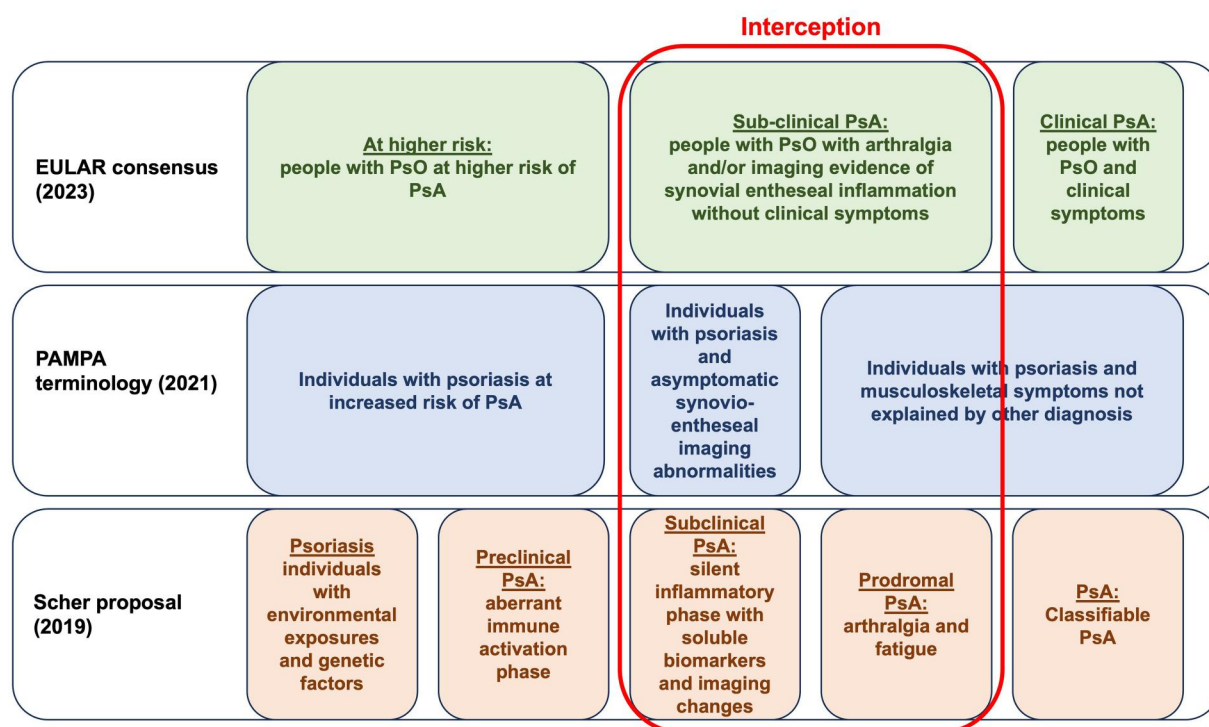 Interception
EULAR consensus
(2023)
At higher risk:
people with PsO at higher risk of
PsA
Sub-clinical PsA:
people with PsO with arthralgia
and/or imaging evidence of
synovial entheseal inflammation
without clinical symptoms
Clinical PsA:
people with
PsO and
clinical
symptoms
PAMPA
terminology (2021)
Individuals with psoriasis at
increased risk of PsA
Individuals
with psoriasis
and
asymptomatic
synovio-
entheseal
imaging
abnormalities
Individuals with psoriasis and
musculoskeletal symptoms not
explained by other diagnosis
Scher proposal
(2019)
Psoriasis
individuals
with
environmental
exposures
and genetic
factors
Preclinical
PsA:
aberrant
immune
activation
phase
Subclinical
PsA:
silent
inflammatory
phase with
soluble
biomarkers
and imaging
changes
Prodromal
PsA:
arthralgia and
fatigue
PsA:
Classifiable
PsA